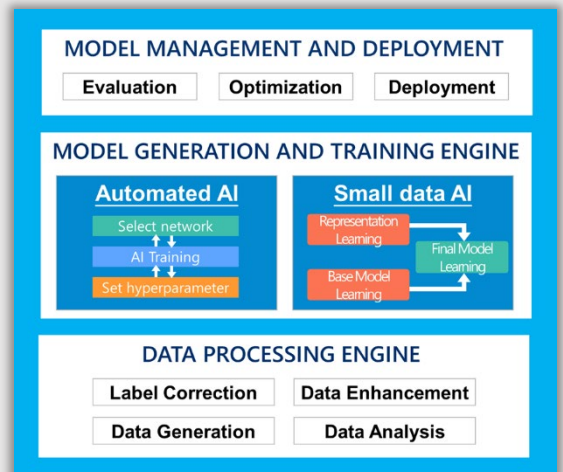 MODEL MANAGEMENT AND DEPLOYMENT
Evaluation
Optimization
Deployment
MODEL GENERATION AND TRAINING ENGINE
Automated AI
Select network
AI Training
Set hyperparameter
Small data AI
Representation
Learning
Final Model
Learning
Base Model
Learning
DATA PROCESSING ENGINE
Label Correction
Data Enhancement
Data Generation
Data Analysis